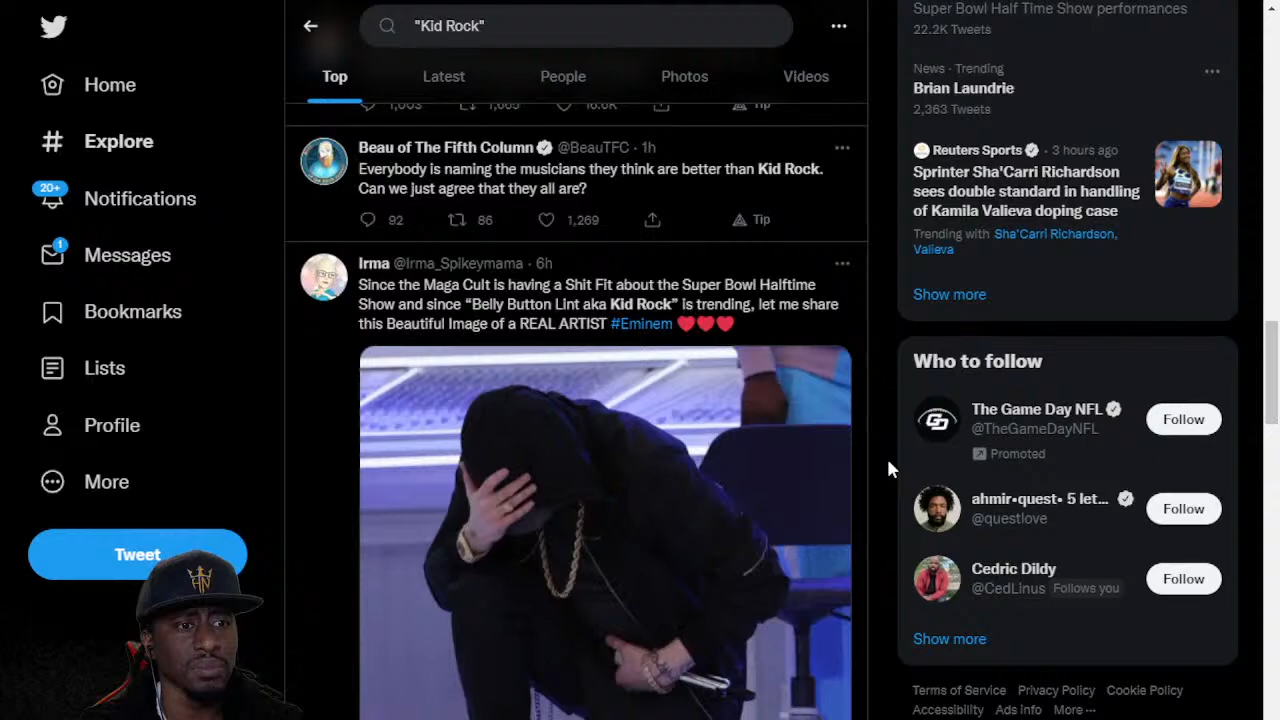 "Kid Rock"
Top Latest People Photos Videos
Home
Explore
20+
Notifications
1
Messages
Bookmarks
Lists
Profile
More
Tweet
Tip
Beau of The Fifth Column @BeauTFC · 1h
Everybody is naming the musicians they think are better than Kid Rock.
Can we just agree that they all are?
92 86 1,269 Tip
Irma @Irma_Spikeymama · 6h
Since the Maga Cult is having a Shit Fit about the Super Bowl Halftime
Show and since “Belly Button Lint aka Kid Rock” is trending, let me share
this Beautiful Image of a REAL ARTIST #Eminem ❤️❤️❤️
Super Bowl Half Time Show performances
22.2K Tweets
News · Trending
Brian Laundrie
2,363 Tweets
Reuters Sports · 3 hours ago
Sprinter Sha'Carri Richardson
sees double standard in handling
of Kamila Valieva doping case
Trending with Sha'Carri Richardson,
Valieva
Show more
Who to follow
The Game Day NFL
@TheGameDayNFL
Promoted
Follow
ahmir•quest• 5 let...
@questlove
Follow
Cedric Dildy
@CedLinus Follows you
Follow
Show more
Terms of Service Privacy Policy Cookie Policy
Accessibility Ads info More ···